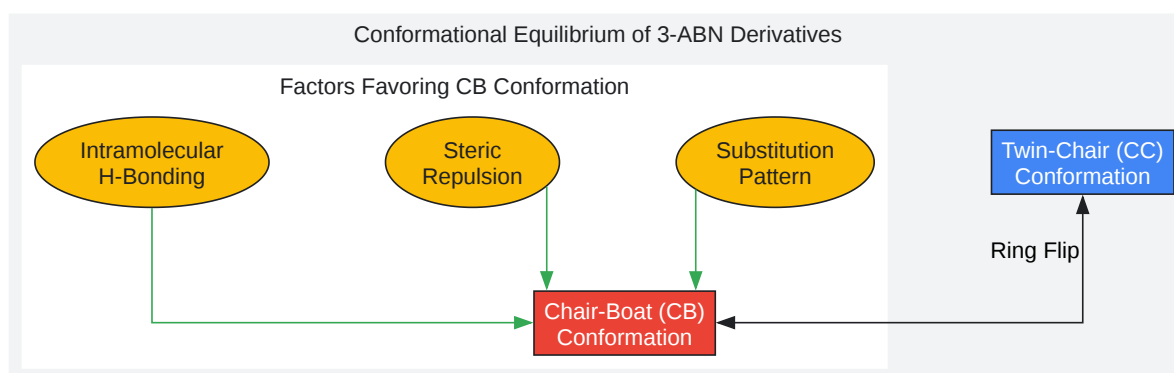 Conformational Equilibrium of 3-ABN Derivatives
Factors Favoring CB Conformation
Intramolecular
H-Bonding
Steric
Repulsion
Substitution
Pattern
Twin-Chair (CC)
Conformation
Ring Flip
Chair-Boat (CB)
Conformation